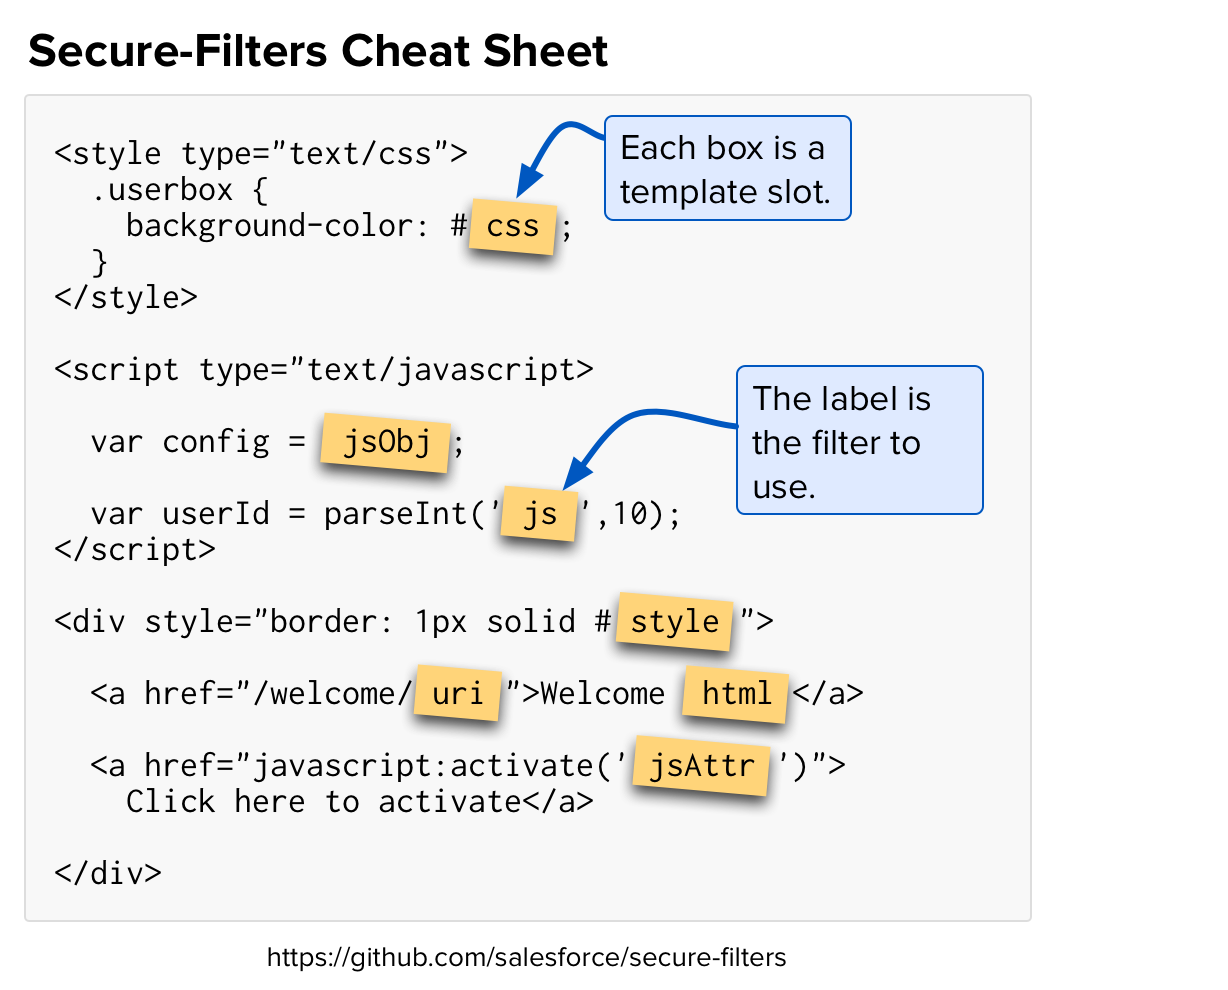 Secure-Filters Cheat Sheet
<style type="text/css">
.userbox {
background-color: #css;
}
</style>
Each box is a
template slot.
<script type="text/javascript>
var config = jsObj;
var userId = parseInt('js',10);
</script>
The label is
the filter to
use.
<div style="border: 1px solid #style">
<a href="/welcome/uri">Welcome html</a>
<a href="javascript:activate('jsAttr')">
Click here to activate</a>
</div>
https://github.com/salesforce/secure-filters